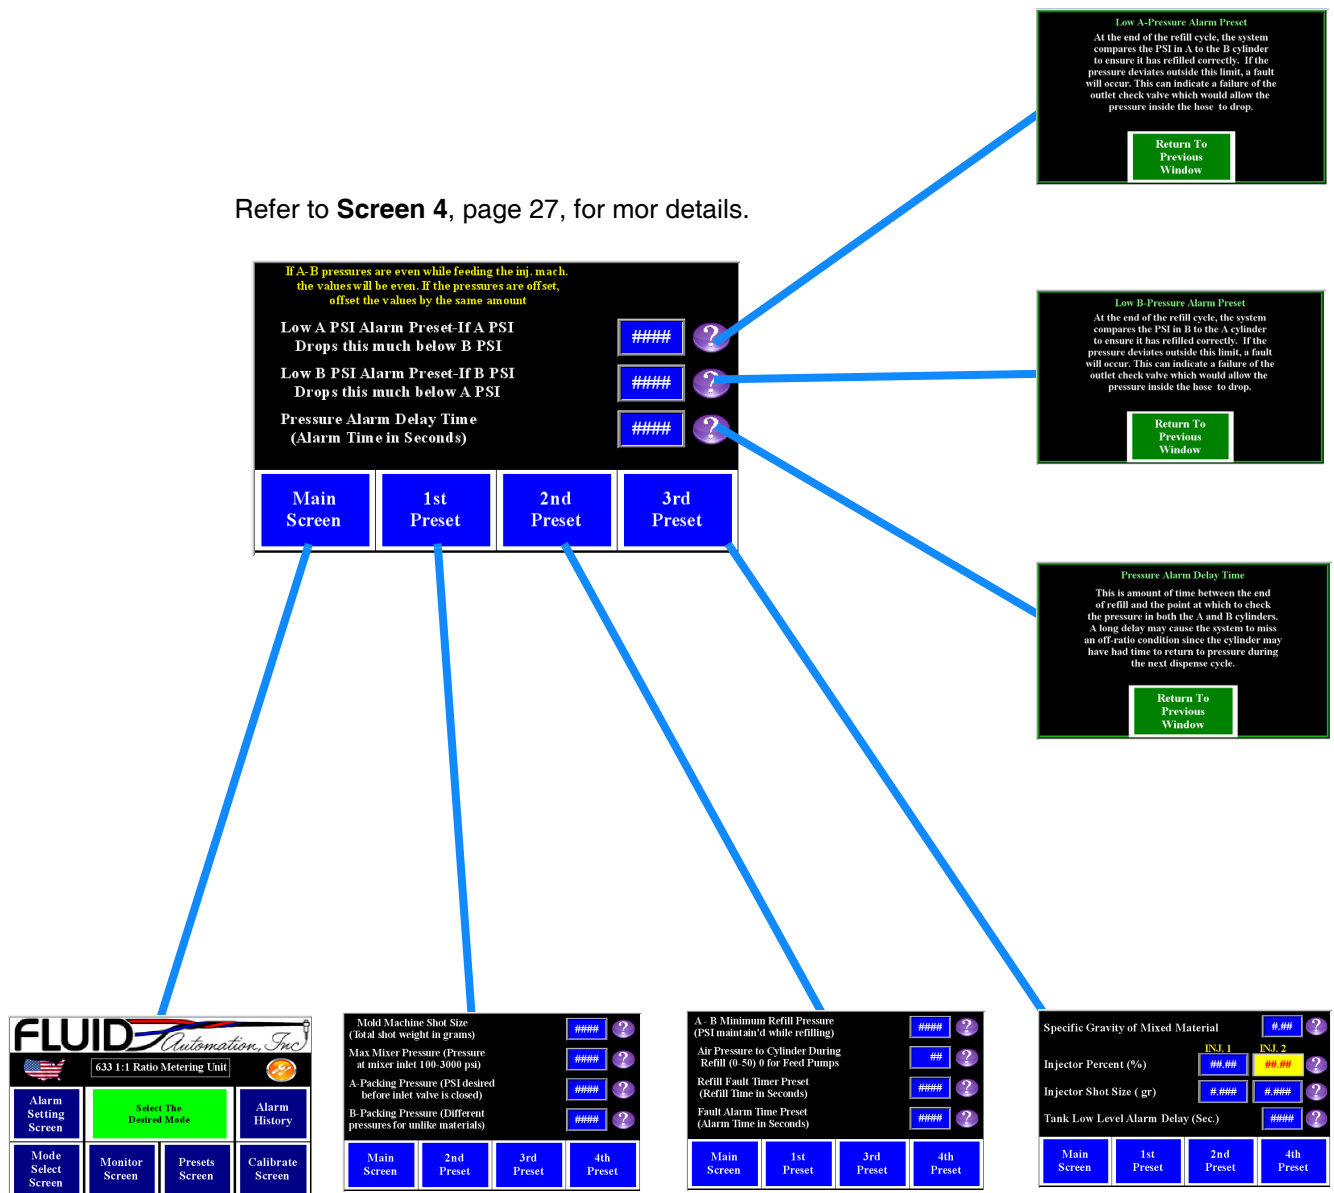 Low A-Pressure Alarm Preset
At the end of the refill cycle, the system
compares the PSI in A to the B cylinder
to ensure it has refilled correctly. If the
pressure deviates outside this limit, a fault
will occur. This can indicate a failure of the
outlet check valve which would allow the
pressure inside the hose to drop.
Return To
Previous
Window
Refer to Screen 4, page 27, for mor details.
If A-B pressures are even while feeding the inj. mach.
the values will be even. If the pressures are offset,
offset the values by the same amount
Low A PSI Alarm Preset-If A PSI
Drops this much below B PSI
####
?
Low B PSI Alarm Preset-If B PSI
Drops this much below A PSI
####
?
Pressure Alarm Delay Time
(Alarm Time in Seconds)
####
?
Main
Screen
1st
Preset
2nd
Preset
3rd
Preset
Low B-Pressure Alarm Preset
At the end of the refill cycle, the system
compares the PSI in B to the A cylinder
to ensure it has refilled correctly. If the
pressure deviates outside this limit, a fault
will occur. This can indicate a failure of the
outlet check valve which would allow the
pressure inside the hose to drop.
Return To
Previous
Window
Pressure Alarm Delay Time
This is amount of time between the end
of refill and the point at which to check
the pressure in both the A and B cylinders.
A long delay may cause the system to miss
an off-ratio condition since the cylinder may
have had time to return to pressure during
the next dispense cycle.
Return To
Previous
Window
FLUID
Automation, Inc
633 1:1 Ratio Metering Unit
Alarm
Setting
Screen
Select The
Desired Mode
Alarm
History
Mode
Select
Screen
Monitor
Screen
Presets
Screen
Calibrate
Screen
Mold Machine Shot Size
(Total shot weight in grams)
####
?
Max Mixer Pressure (Pressure
at mixer inlet 100-3000 psi)
####
?
A-Packing Pressure (PSI desired
before inlet valve is closed)
####
?
B-Packing Pressure (Different
pressures for unlike materials)
####
?
Main
Screen
2nd
Preset
3rd
Preset
4th
Preset
A - B Minimum Refill Pressure
(PSI maintain'd while refilling)
####
?
Air Pressure to Cylinder During
Refill (0-50) 0 for Feed Pumps
##
?
Refill Fault Timer Preset
(Refill Time in Seconds)
####
?
Fault Alarm Time Preset
(Alarm Time in Seconds)
####
?
Main
Screen
1st
Preset
3rd
Preset
4th
Preset
Specific Gravity of Mixed Material
#.##
?
INJ. 1 INJ. 2
Injector Percent (%)
##.## ##.##
?
Injector Shot Size ( gr)
#.### #.###
?
Tank Low Level Alarm Delay (Sec.)
####
?
Main
Screen
1st
Preset
2nd
Preset
4th
Preset